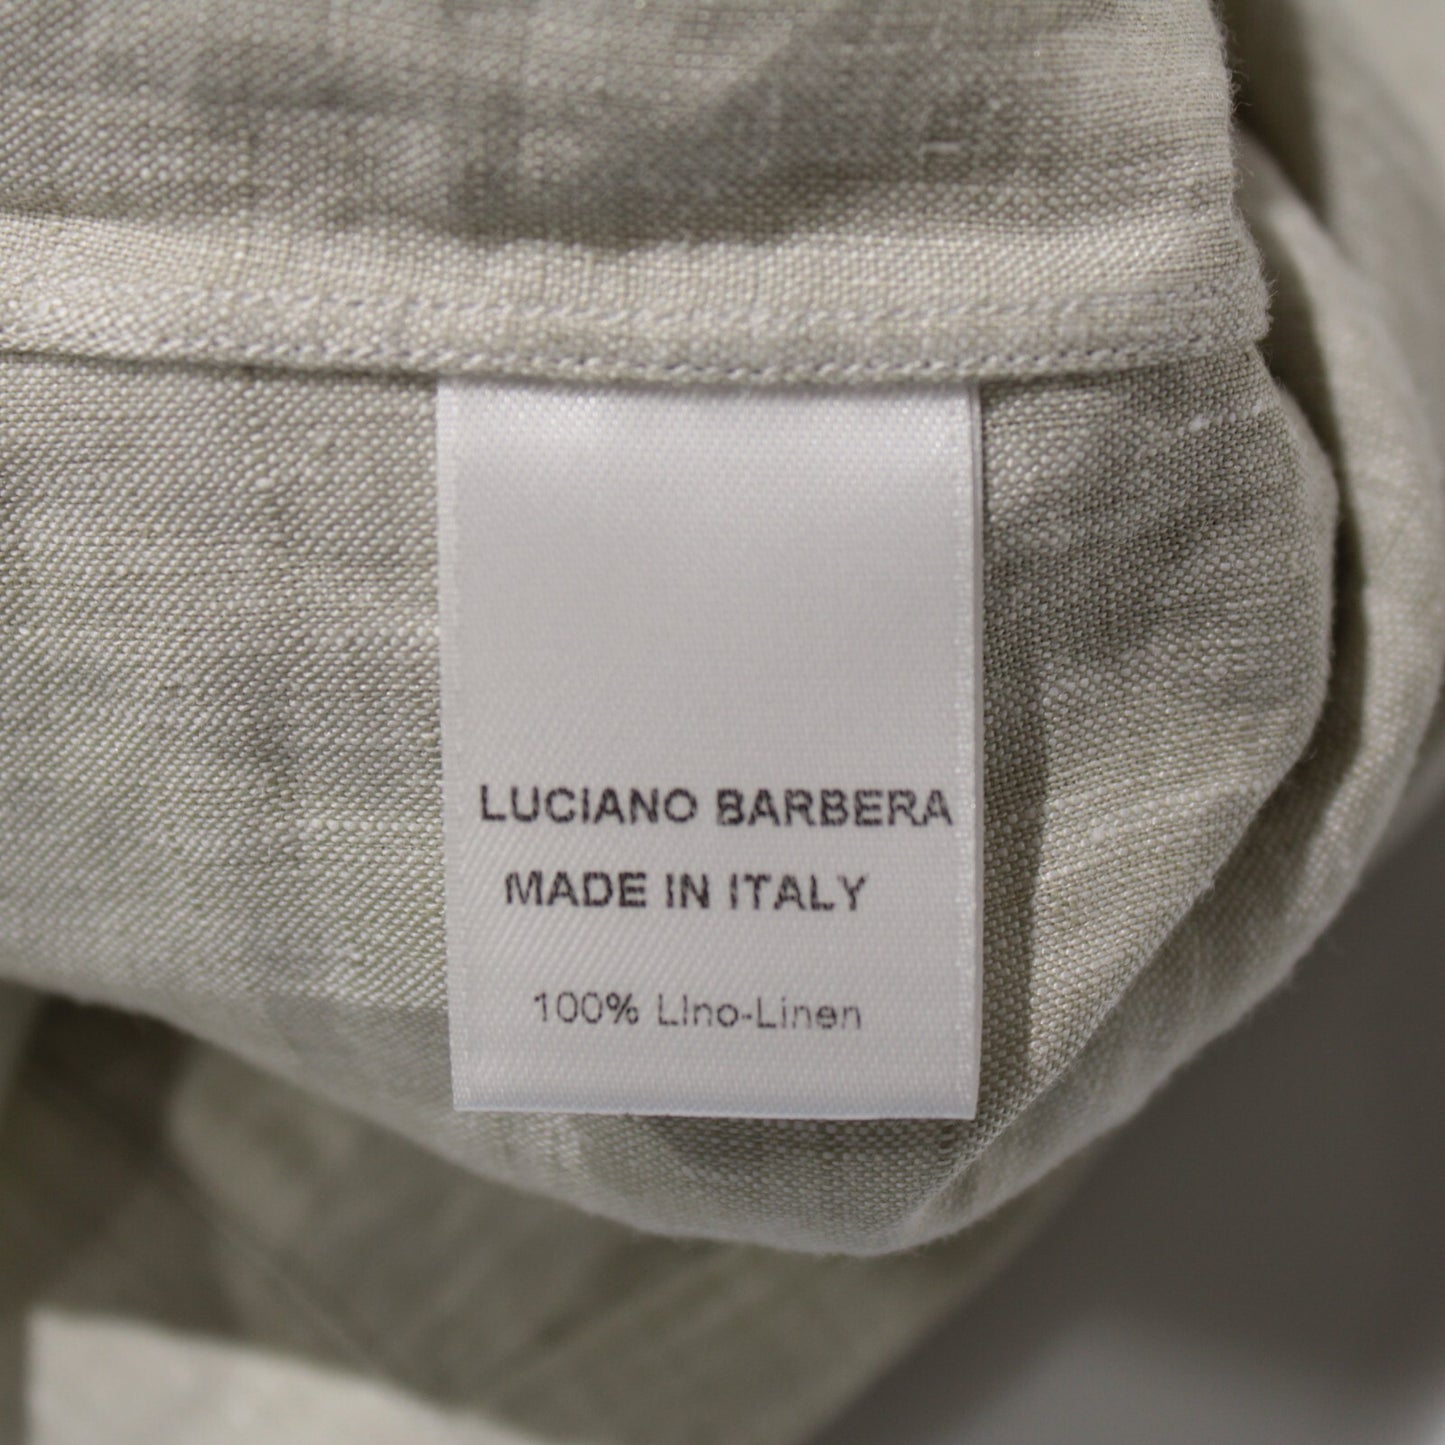 LUCIANO BARBERA
MADE IN ITALY
100% LIno-Linen